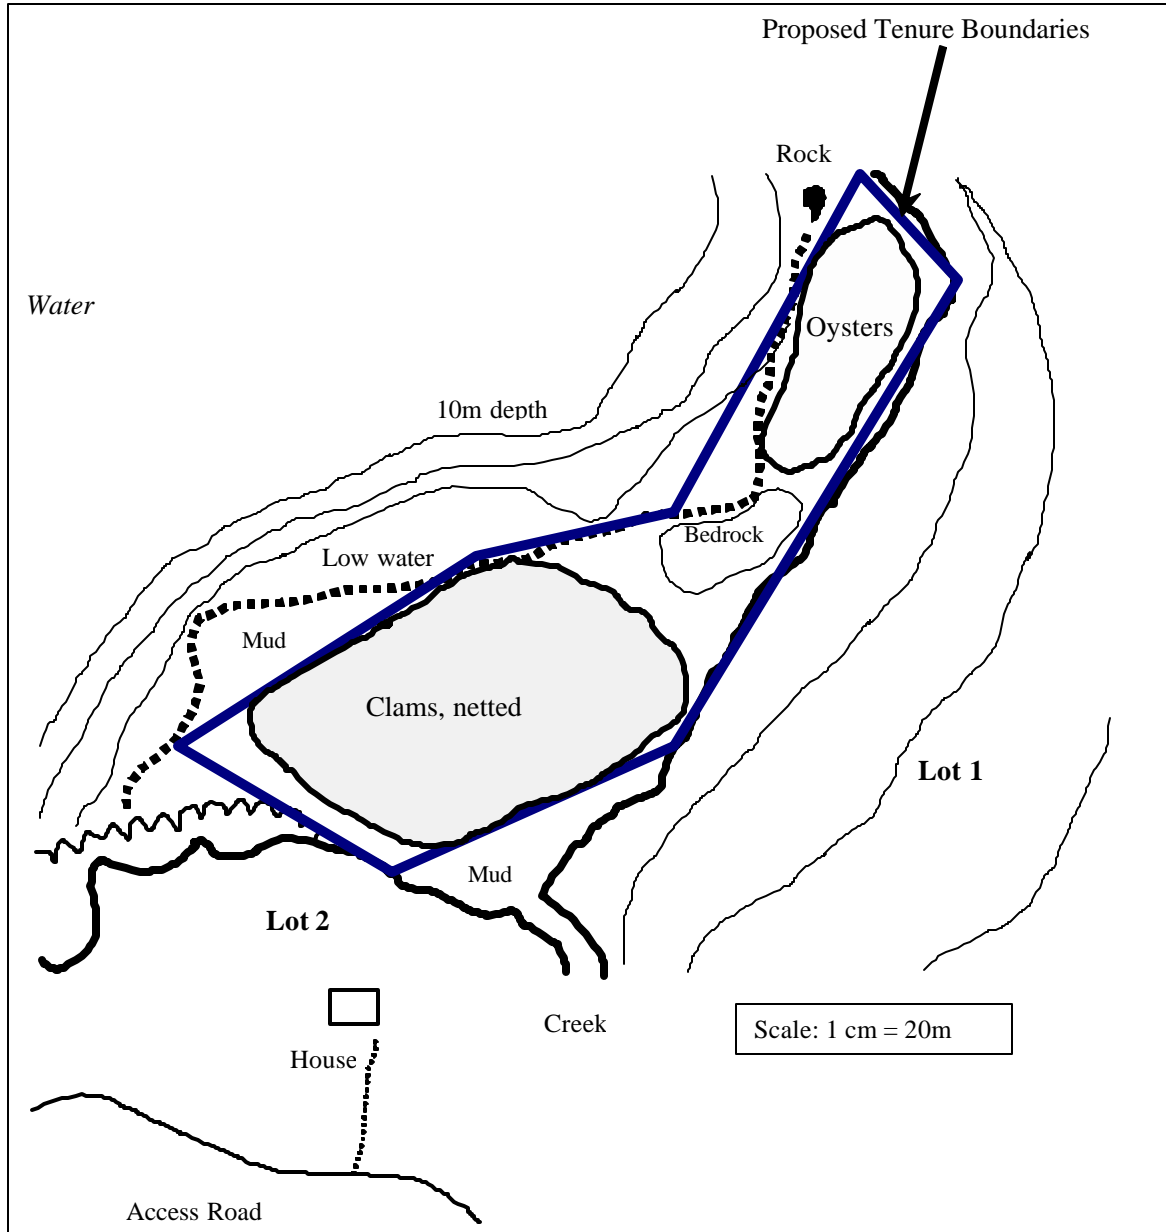 Proposed Tenure Boundaries
Rock
Water
Oysters
10m depth
Bedrock
Low water
Mud
Clams, netted
Lot 1
Mud
Lot 2
Creek
Scale: 1 cm = 20m
House
Access Road